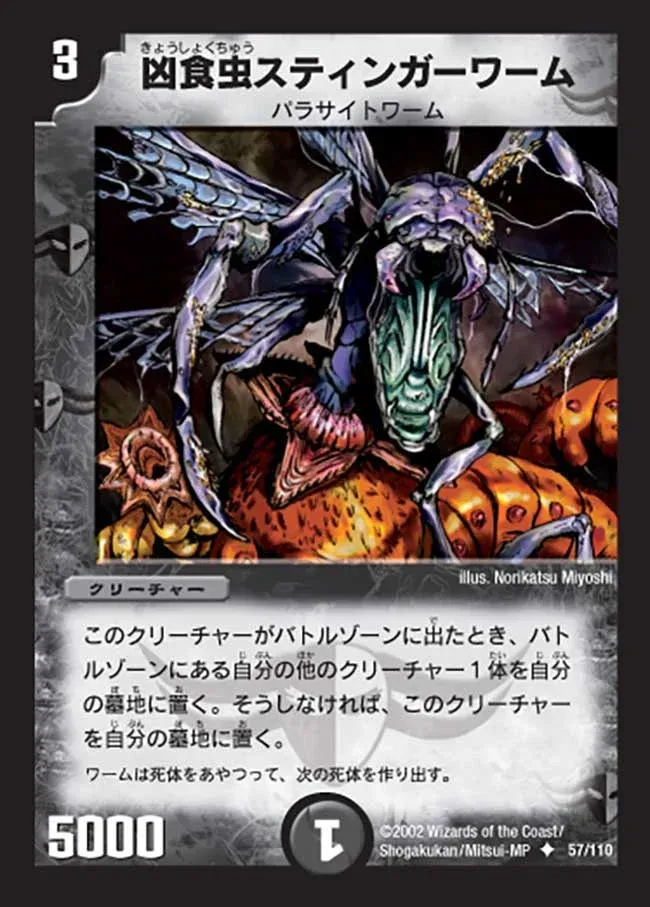 3
きょうしょくちゅう
凶食虫スティンガーワーム
パラサイトワーム
illus. Norikatsu Miyoshi
クリーチャー
このクリーチャーがバトルゾーンに出たとき、バト
ルゾーンにある自分の他のクリーチャー1体を自分
の墓地に置く。そうしなければ、このクリーチャー
を自分の墓地に置く。
ワームは死体をあやつって、次の死体を作り出す。
5000
1
©2002 Wizards of the Coast/
Shogakukan/Mitsui-MP ♦ 57/110